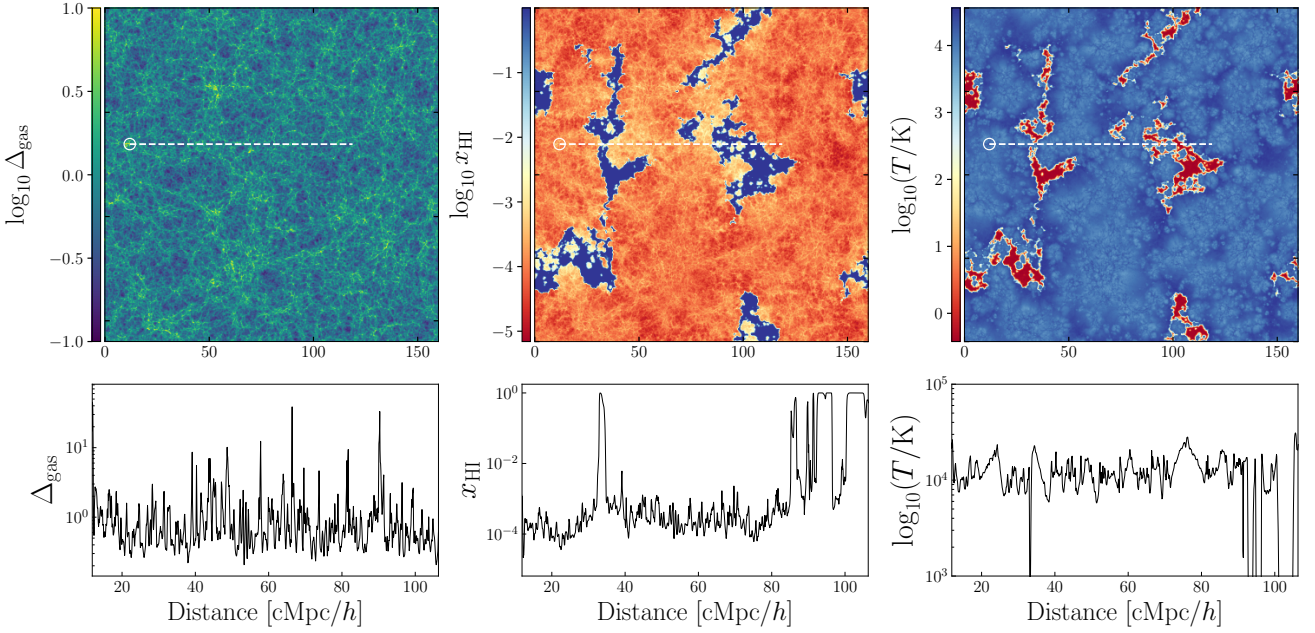 1.0
0.5
0.0
−0.5
−1.0
log₁₀ Δgas
0 50 100 150
−1
−2
−3
−4
−5
log₁₀ xHI
0 50 100 150
4
3
2
1
0
log₁₀(T/K)
0 50 100 150
10¹
10⁰
Δgas
20 40 60 80 100
Distance [cMpc/h]
10⁰
10⁻²
10⁻⁴
xHI
20 40 60 80 100
Distance [cMpc/h]
10⁵
10⁴
10³
log₁₀(T/K)
20 40 60 80 100
Distance [cMpc/h]